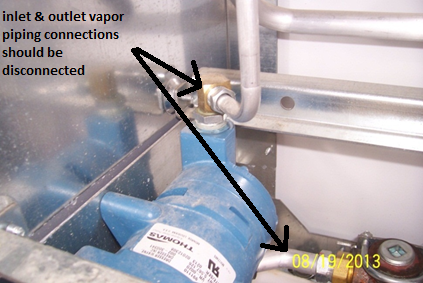 inlet & outlet vapor
piping connections
should be
disconnected
THOMAS
08/19/2013